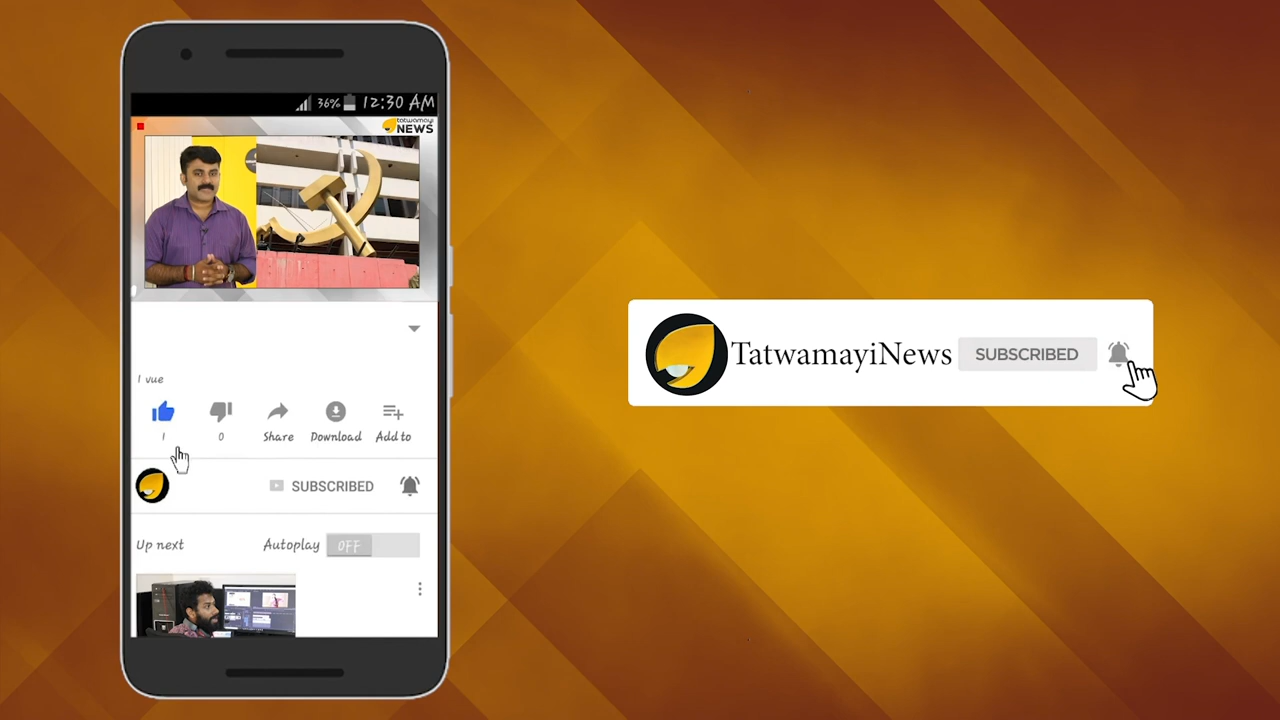 36% 12:30 AM
tatwamayi
NEWS
1 vue
1
0
Share
Download
Add to
SUBSCRIBED
Up next
Autoplay
OFF
TatwamayiNews
SUBSCRIBED